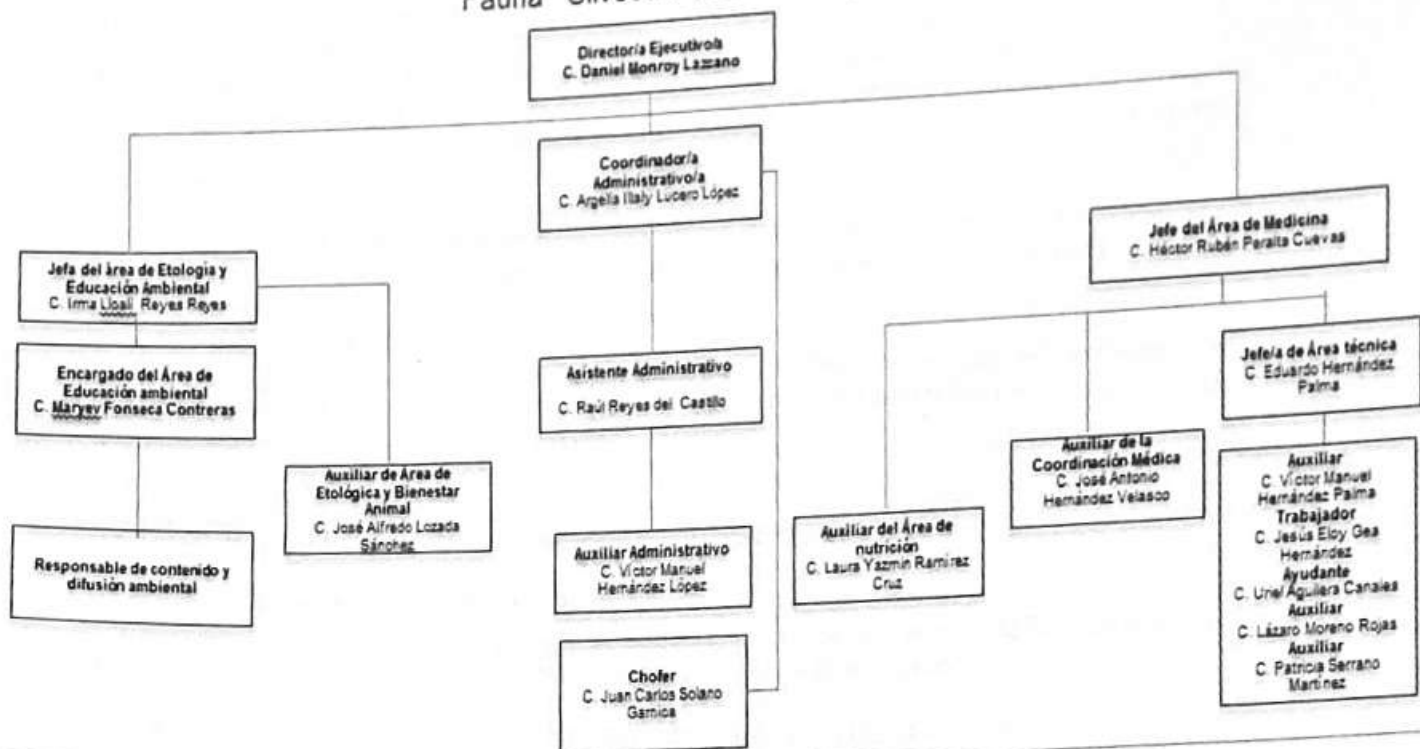 Fauna
Director/a Ejecutivo/a
C. Daniel Monroy Lazcano
Coordinador/a
Administrativo/a
C. Argelia Illaly Lucero López
Jefe del Área de Medicina
C. Héctor Rubén Peralta Cuevas
Jefa del área de Etología y
Educación Ambiental
C. Irma Lloali Reyes Reyes
Encargado del Área de
Educación ambiental
C. Maryev Fonseca Contreras
Asistente Administrativo
C. Raúl Reyes del Castillo
Jefe/a de Área técnica
C. Eduardo Hernández
Palma
Auxiliar de Área de
Etológica y Bienestar
Animal
C. José Alfredo Lozada
Sánchez
Auxiliar de la
Coordinación Médica
C. José Antonio
Hernández Velasco
Responsable de contenido y
difusión ambiental
Auxiliar Administrativo
C. Víctor Manuel
Hernández López
Auxiliar del Área de
nutrición
C. Laura Yazmin Ramírez
Cruz
Auxiliar
C. Víctor Manuel
Hernández Palma
Trabajador
C. Jesús Eloy Gea
Hernández
Ayudante
C. Uriel Aguilera Canales
Auxiliar
C. Lázaro Moreno Rojas
Auxiliar
C. Patricia Serrano
Martínez
Chofer
C. Juan Carlos Solano
Garnica